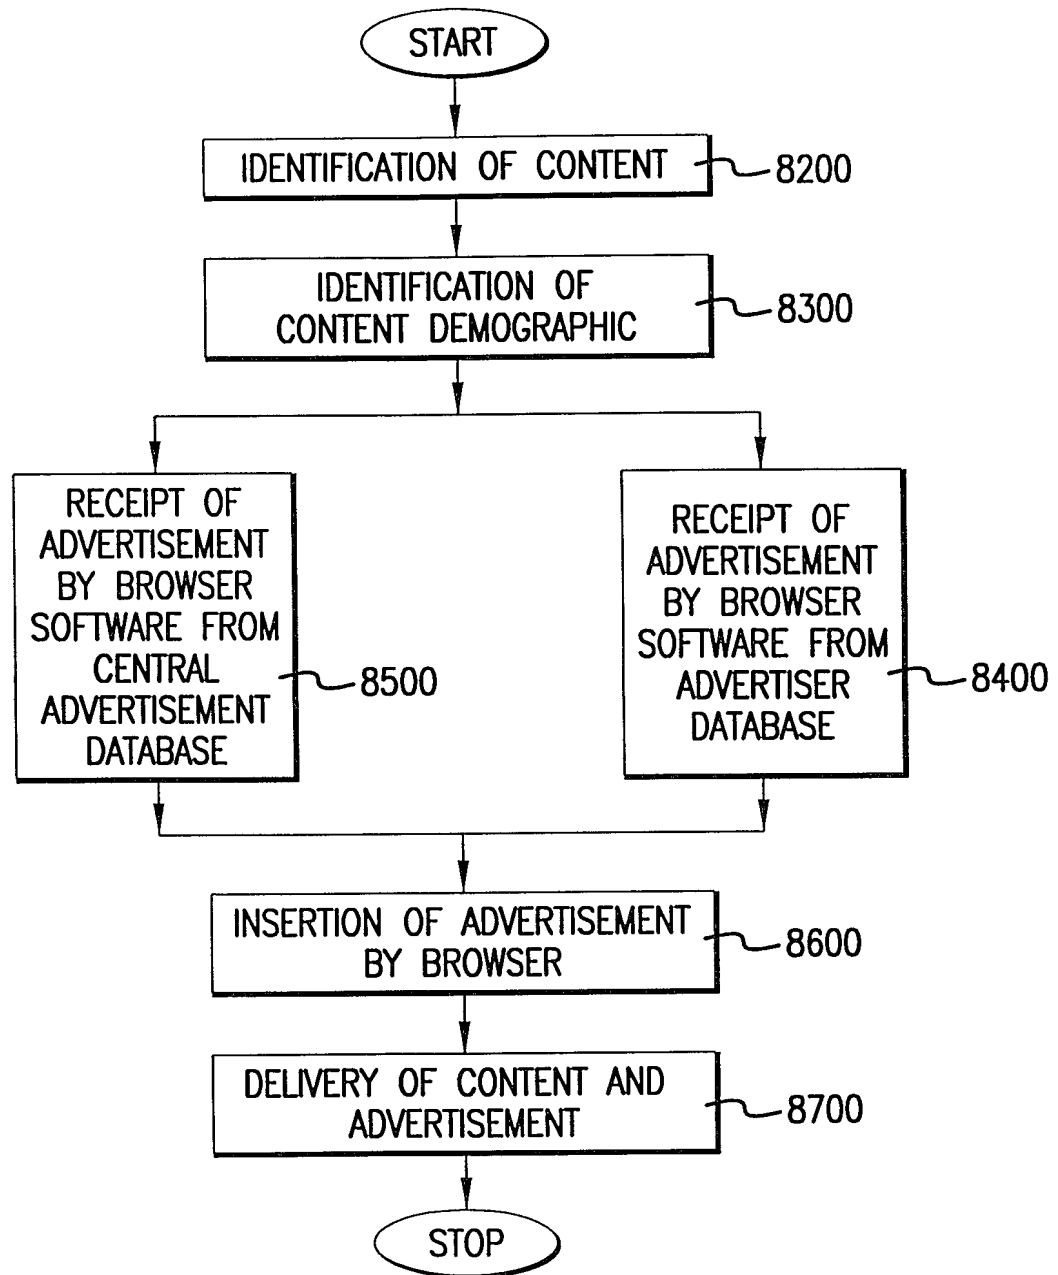 START
IDENTIFICATION OF CONTENT
8200
IDENTIFICATION OF
CONTENT DEMOGRAPHIC
8300
RECEIPT OF
ADVERTISEMENT
BY BROWSER
SOFTWARE FROM
CENTRAL
ADVERTISEMENT
DATABASE
8500
RECEIPT OF
ADVERTISEMENT
BY BROWSER
SOFTWARE FROM
ADVERTISER
DATABASE
8400
INSERTION OF ADVERTISEMENT
BY BROWSER
8600
DELIVERY OF CONTENT AND
ADVERTISEMENT
8700
STOP